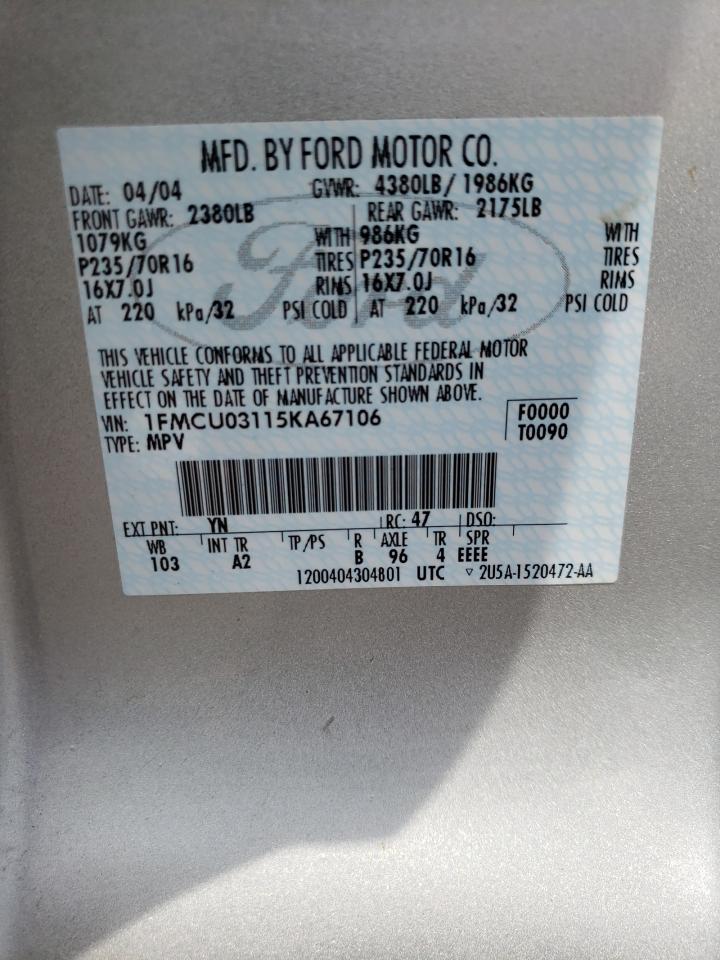 MFD. BY FORD MOTOR CO.
DATE: 04/04 GVWR: 4380LB/ 1986KG
FRONT GAWR: 2380LB REAR GAWR: 2175LB
1079KG WITH 986KG WITH
P235/70R16 TIRES P235/70R16 TIRES
16X7.0J RIMS 16X7.0J RIMS
AT 220 kPa/32 PSI COLD AT 220 kPa/32 PSI COLD
Ford
THIS VEHICLE CONFORMS TO ALL APPLICABLE FEDERAL MOTOR
VEHICLE SAFETY AND THEFT PREVENTION STANDARDS IN
EFFECT ON THE DATE OF MANUFACTURE SHOWN ABOVE.
VIN: 1FMCU03115KA67106 F0000
TYPE: MPV T0090
EXT PNT: YN RC: 47 DSO:
WB INT TR TP/PS R AXLE TR SPR
103 A2 B 96 4 EEEE
1200404304801 UTC ▽ 2U5A-1520472-AA